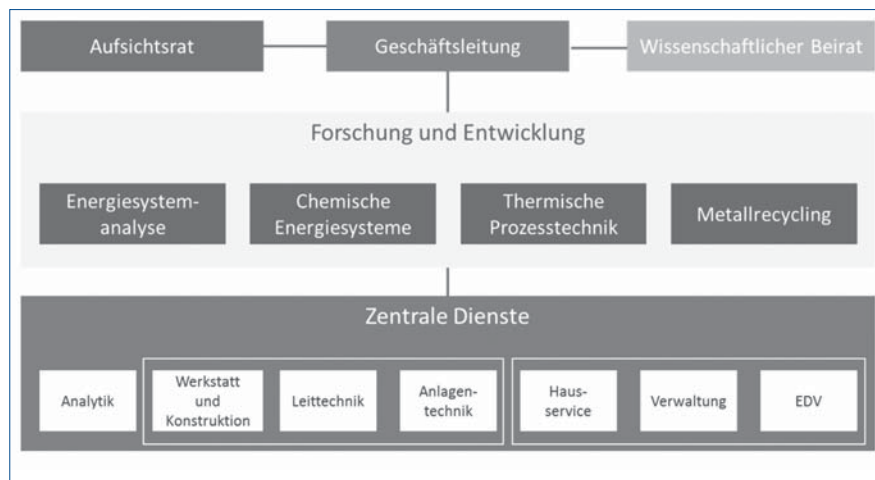 Aufsichtsrat
Geschäftsleitung
Wissenschaftlicher Beirat
Forschung und Entwicklung
Energiesystem-
analyse
Chemische
Energiesysteme
Thermische
Prozesstechnik
Metallrecycling
Zentrale Dienste
Analytik
Werkstatt
und
Konstruktion
Leittechnik
Anlagen-
technik
Haus-
service
Verwaltung
EDV